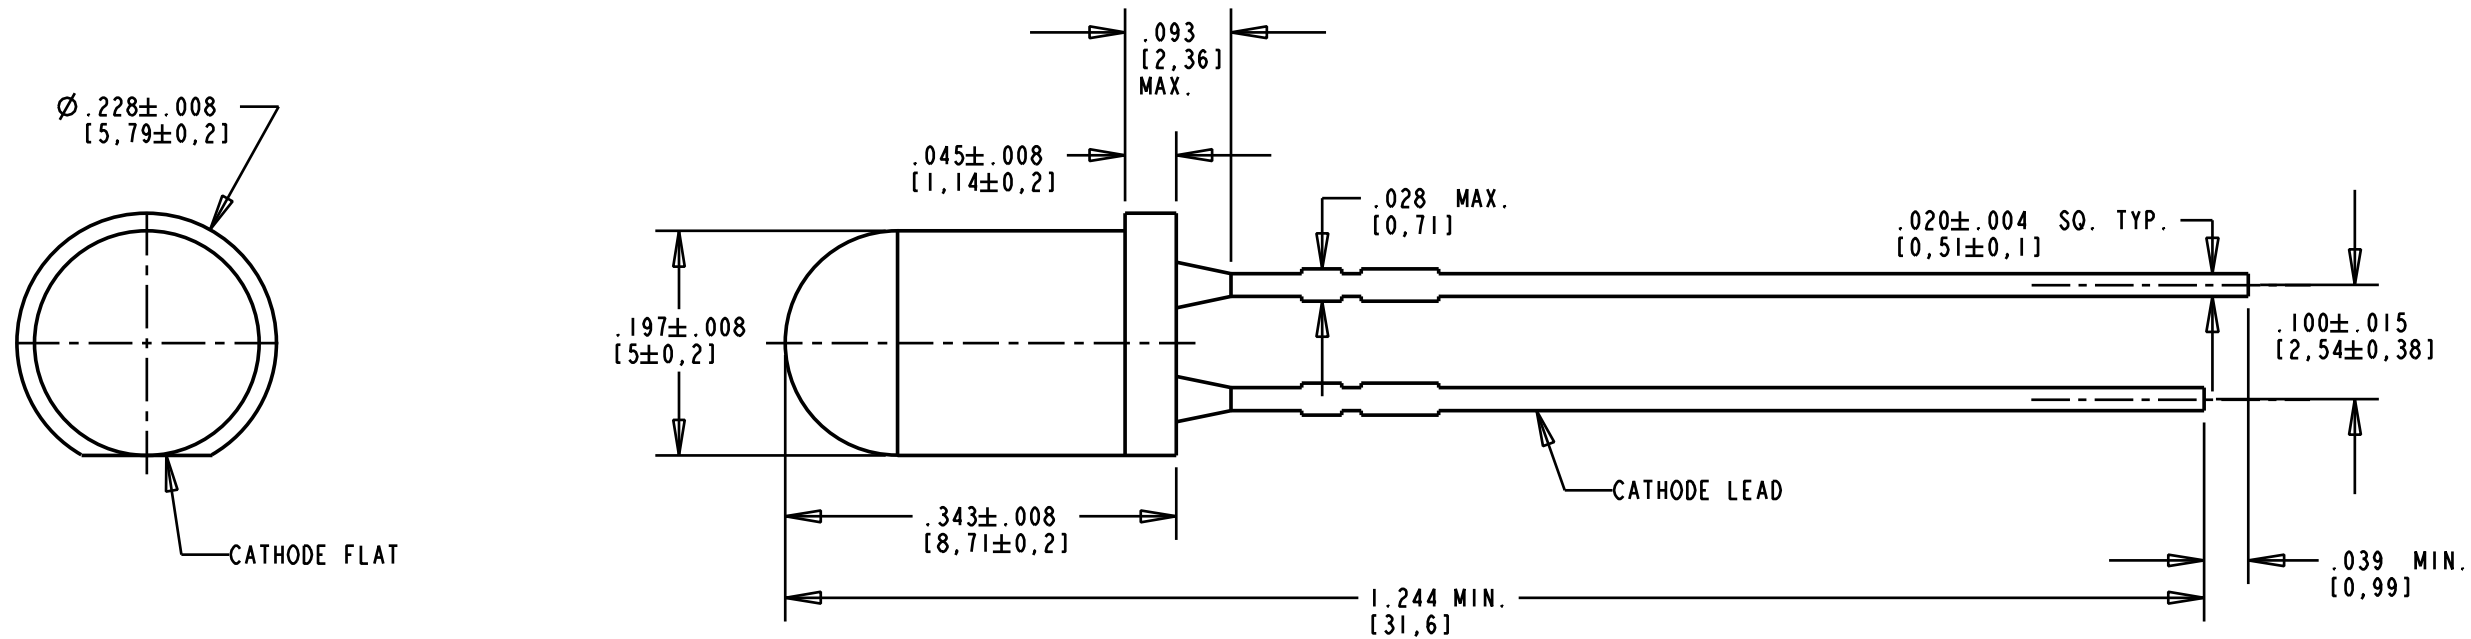 .093
[2,36]
MAX.
Ø.228±.008
[5,79±0,2]
.045±.008
[1,14±0,2]
.028 MAX.
[0,71]
.020±.004 SQ. TYP.
[0,51±0,1]
.197±.008
[5±0,2]
.100±.015
[2,54±0,38]
CATHODE LEAD
.343±.008
[8,71±0,2]
CATHODE FLAT
.039 MIN.
[0,99]
1.244 MIN.
[31,6]